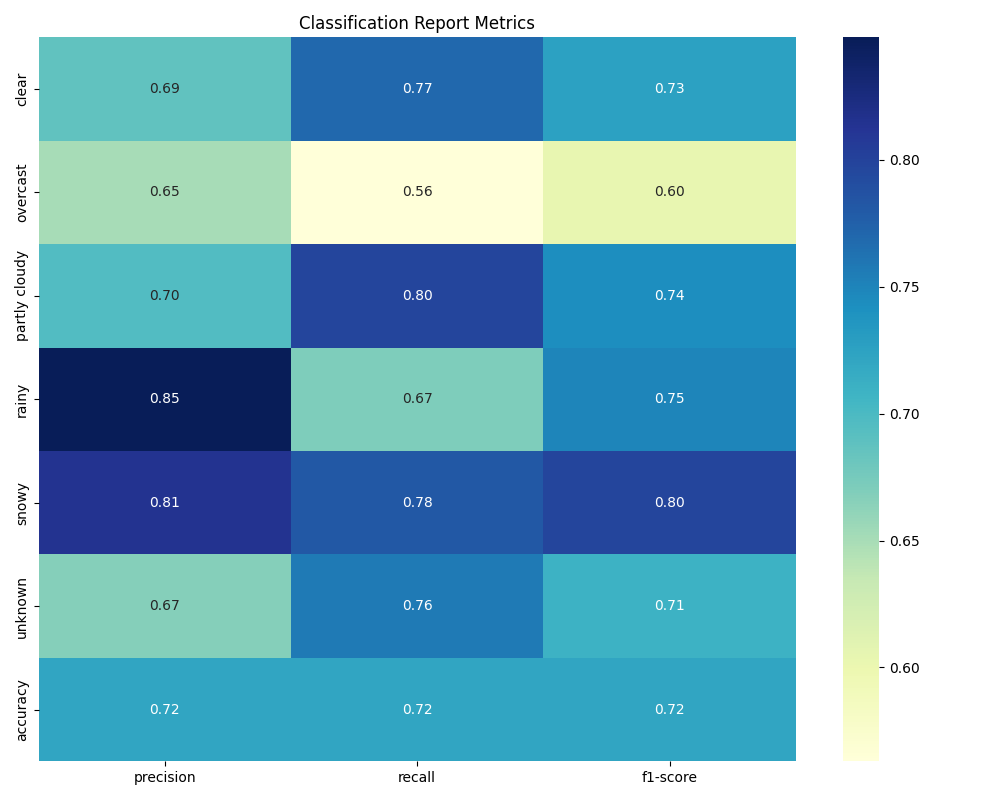 Classification Report Metrics
clear 0.69 0.77 0.73
overcast 0.65 0.56 0.60
partly cloudy 0.70 0.80 0.74
rainy 0.85 0.67 0.75
snowy 0.81 0.78 0.80
unknown 0.67 0.76 0.71
accuracy 0.72 0.72 0.72
precision recall f1-score
0.80
0.75
0.70
0.65
0.60